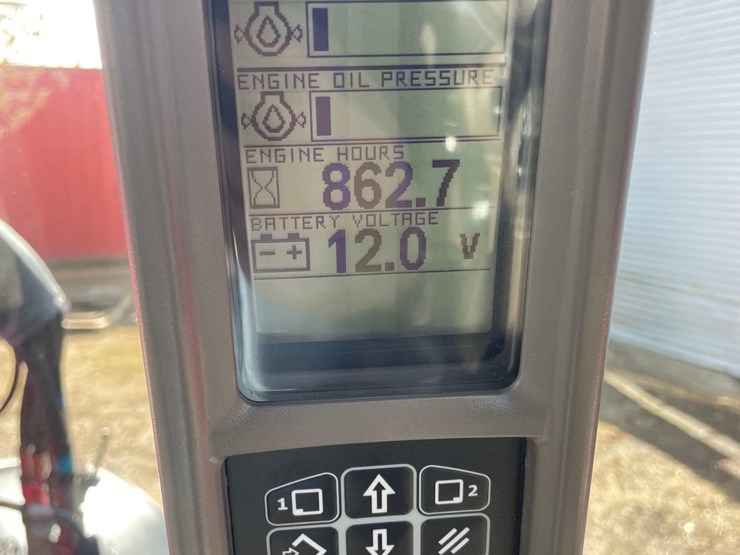 ENGINE OIL PRESSURE
ENGINE HOURS
862.7
BATTERY VOLTAGE
- + 12.0 V
1 2